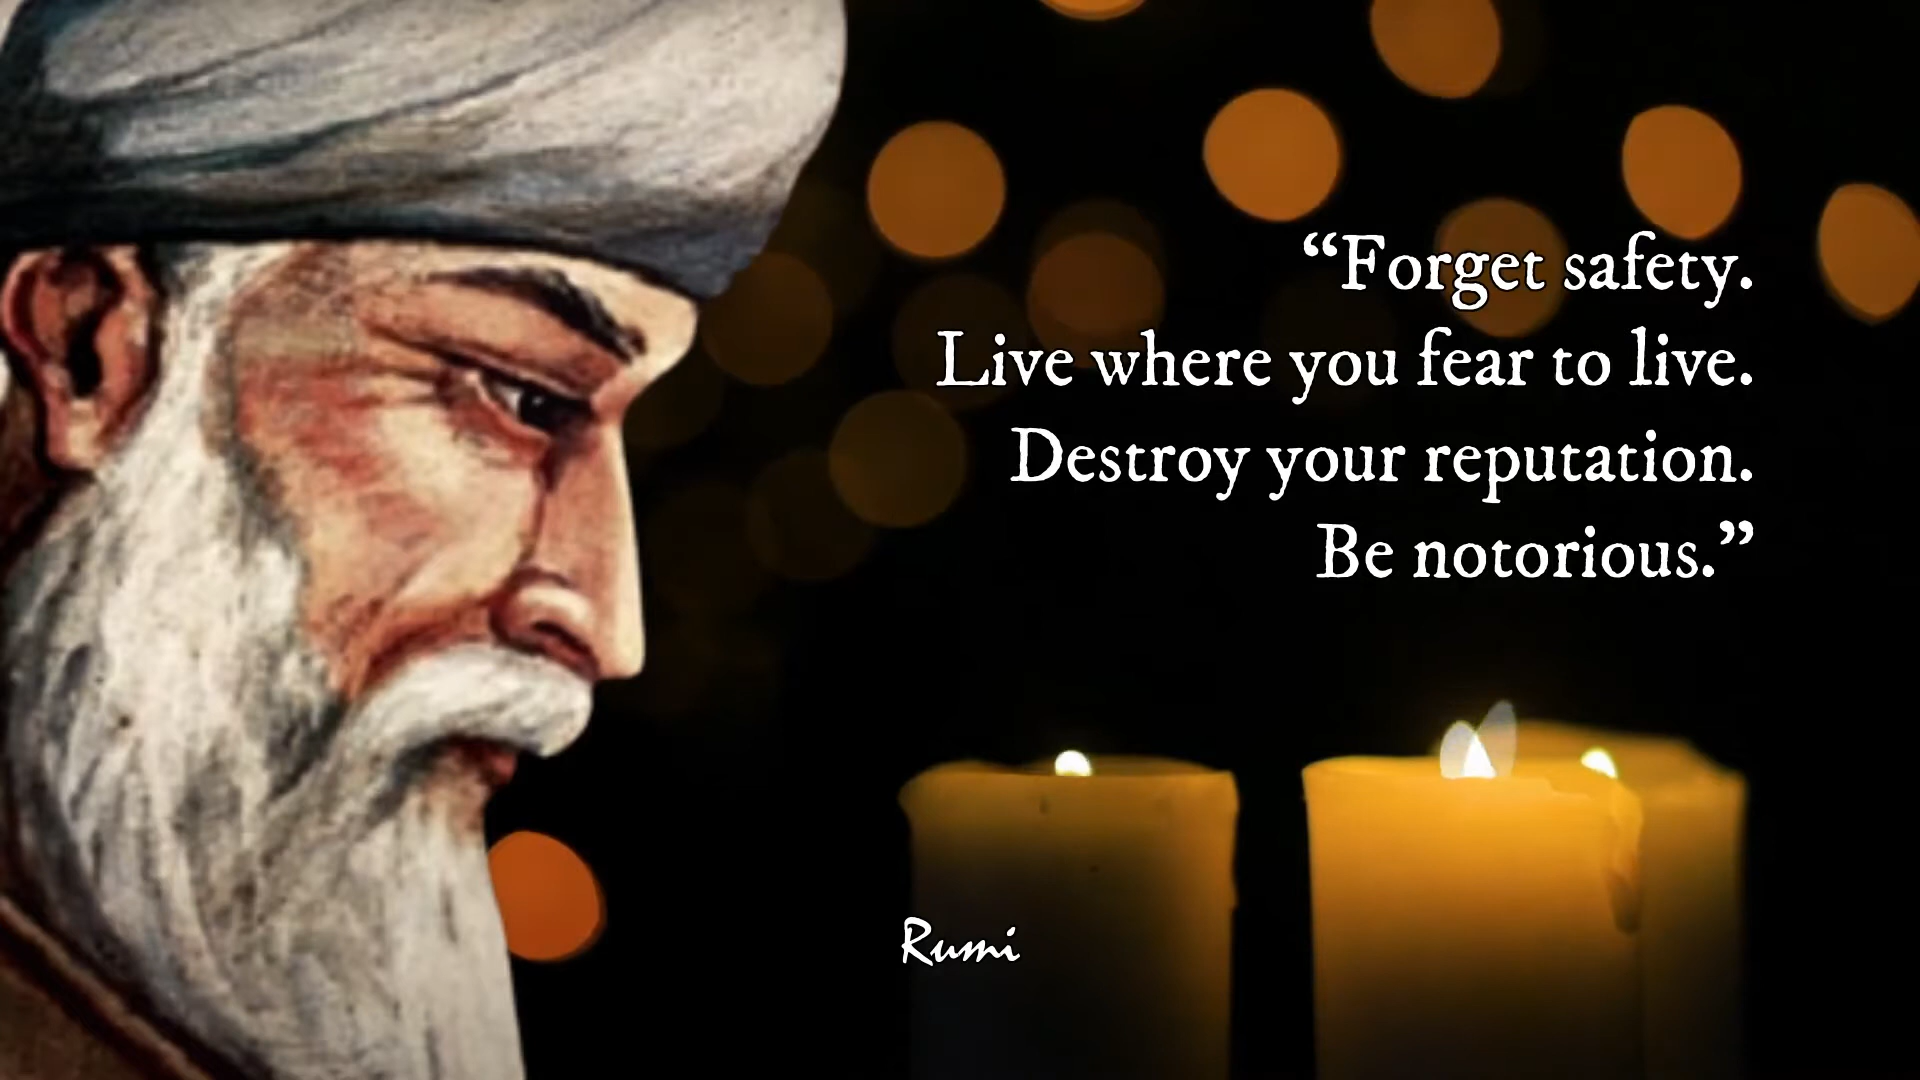 “Forget safety.
Live where you fear to live.
Destroy your reputation.
Be notorious.”
Rumi